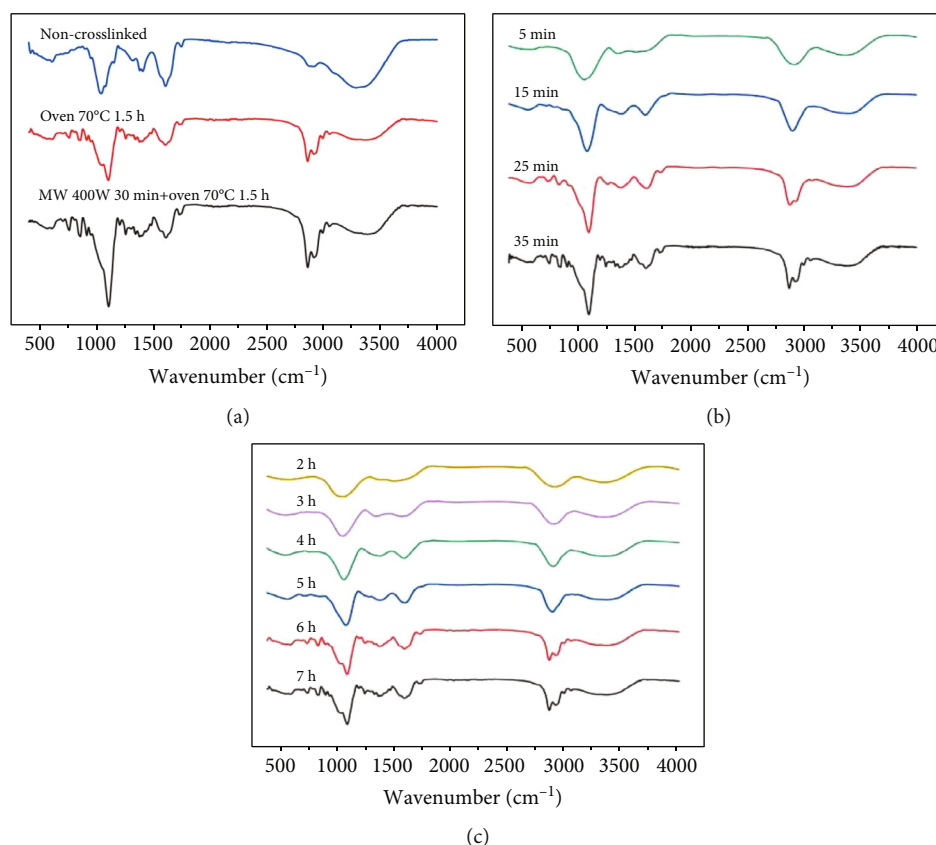 Non-crosslinked
Oven 70°C 1.5 h
MW 400W 30 min+oven 70°C 1.5 h
500 1000 1500 2000 2500 3000 3500 4000
Wavenumber (cm⁻¹)
(a)
5 min
15 min
25 min
35 min
500 1000 1500 2000 2500 3000 3500 4000
Wavenumber (cm⁻¹)
(b)
2 h
3 h
4 h
5 h
6 h
7 h
500 1000 1500 2000 2500 3000 3500 4000
Wavenumber (cm⁻¹)
(c)